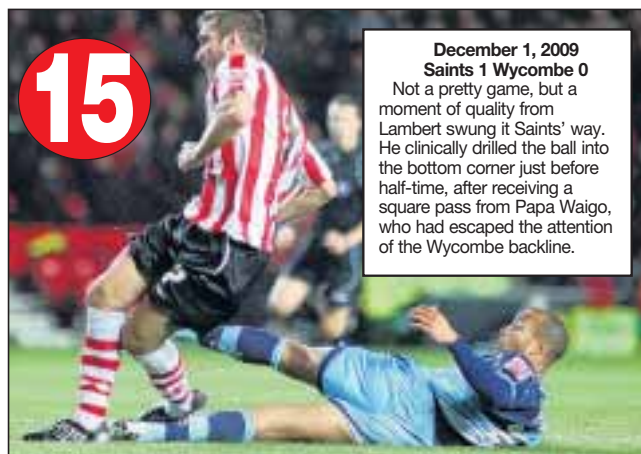 15
December 1, 2009
Saints 1 Wycombe 0
Not a pretty game, but a
moment of quality from
Lambert swung it Saints’ way.
He clinically drilled the ball into
the bottom corner just before
half-time, after receiving a
square pass from Papa Waigo,
who had escaped the attention
of the Wycombe backline.